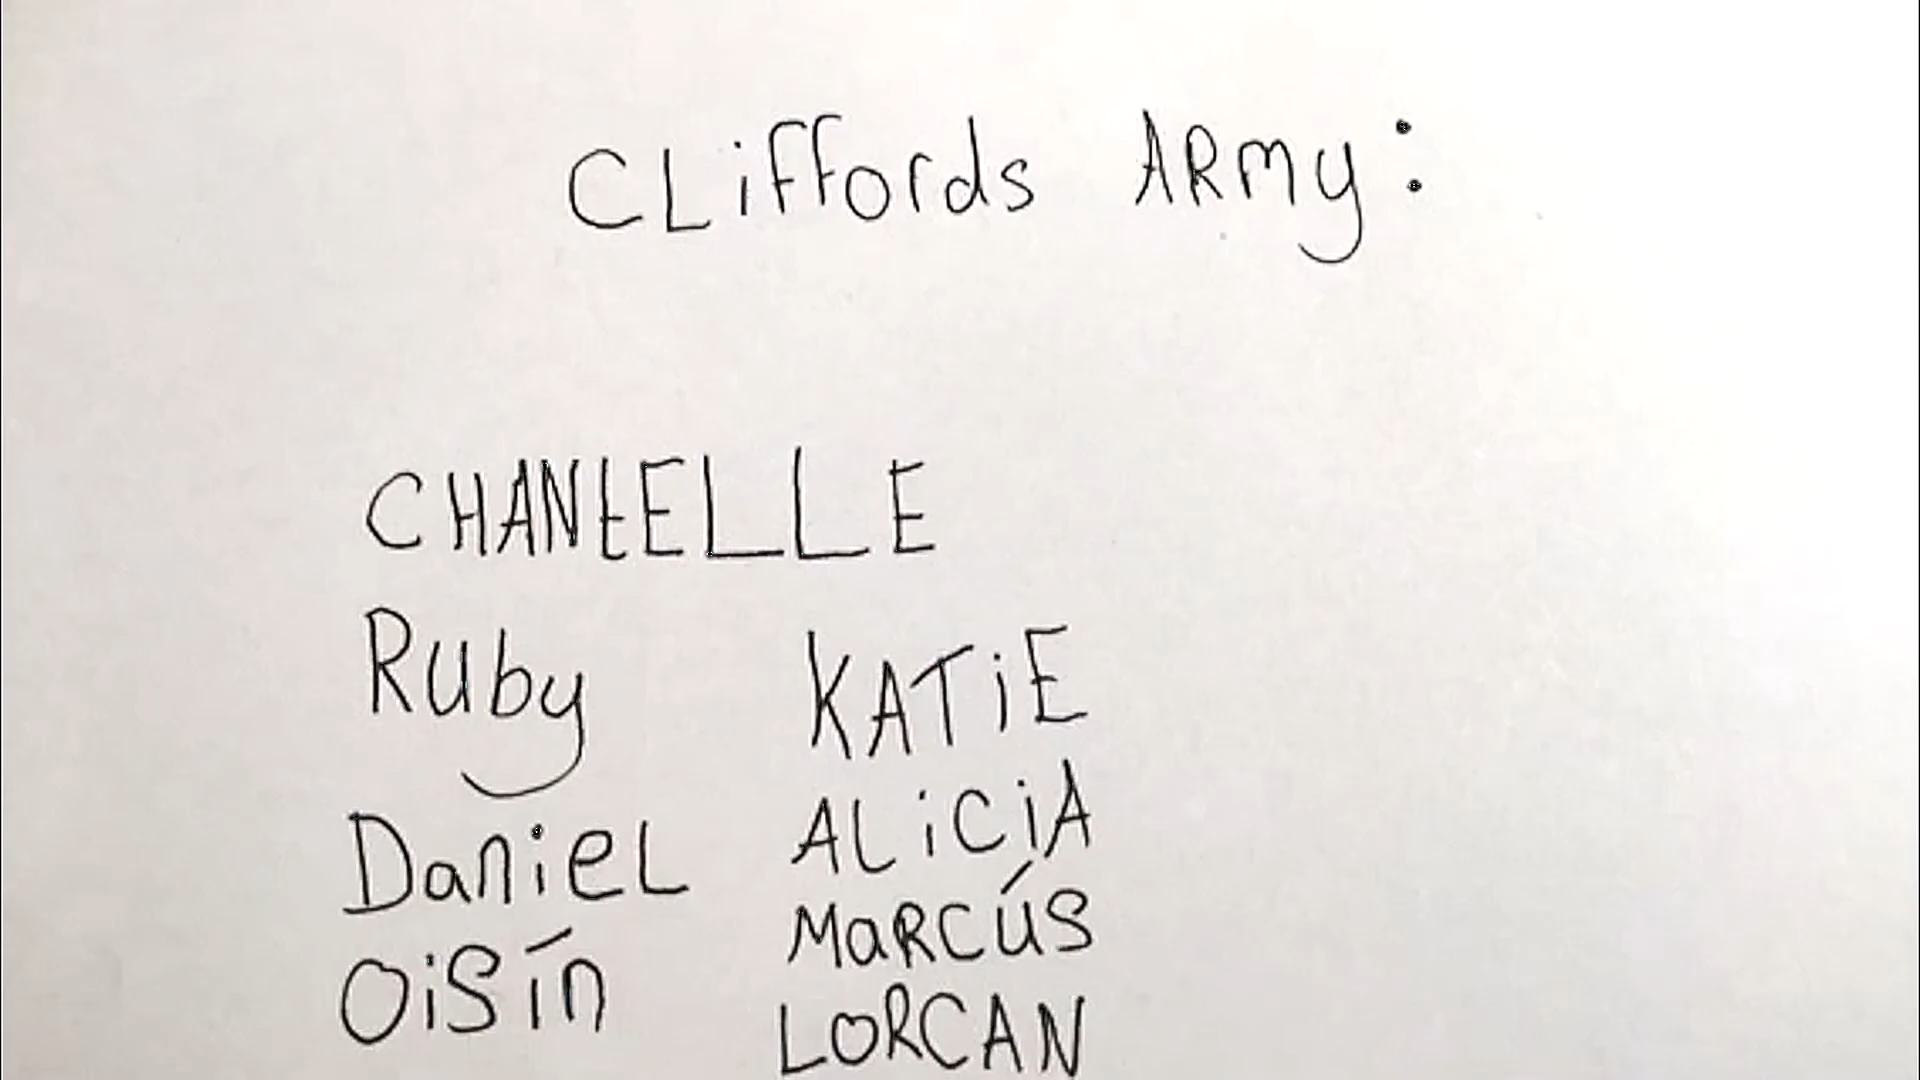 CLiffords ARmy:
CHANtELLE
Ruby
DanieL
OiSín
KATiE
ALiCiA
MaRCúS
LORCAN